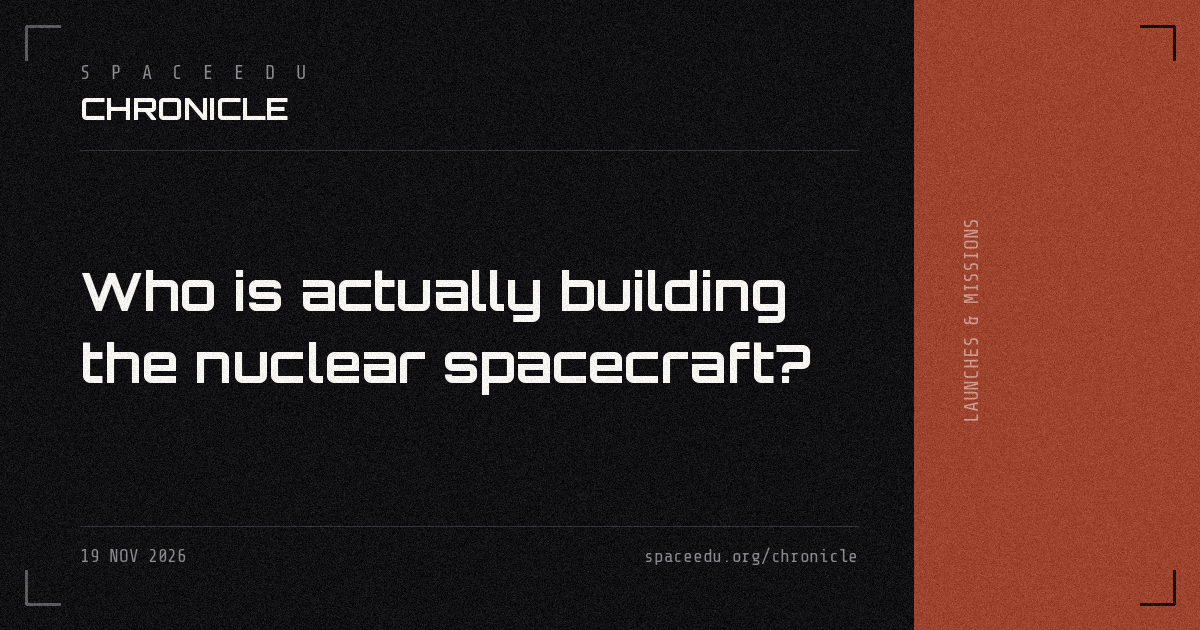 SPACEEDU
CHRONICLE
Who is actually building
the nuclear spacecraft?
19 NOV 2026
spaceedu.org/chronicle
LAUNCHES & MISSIONS